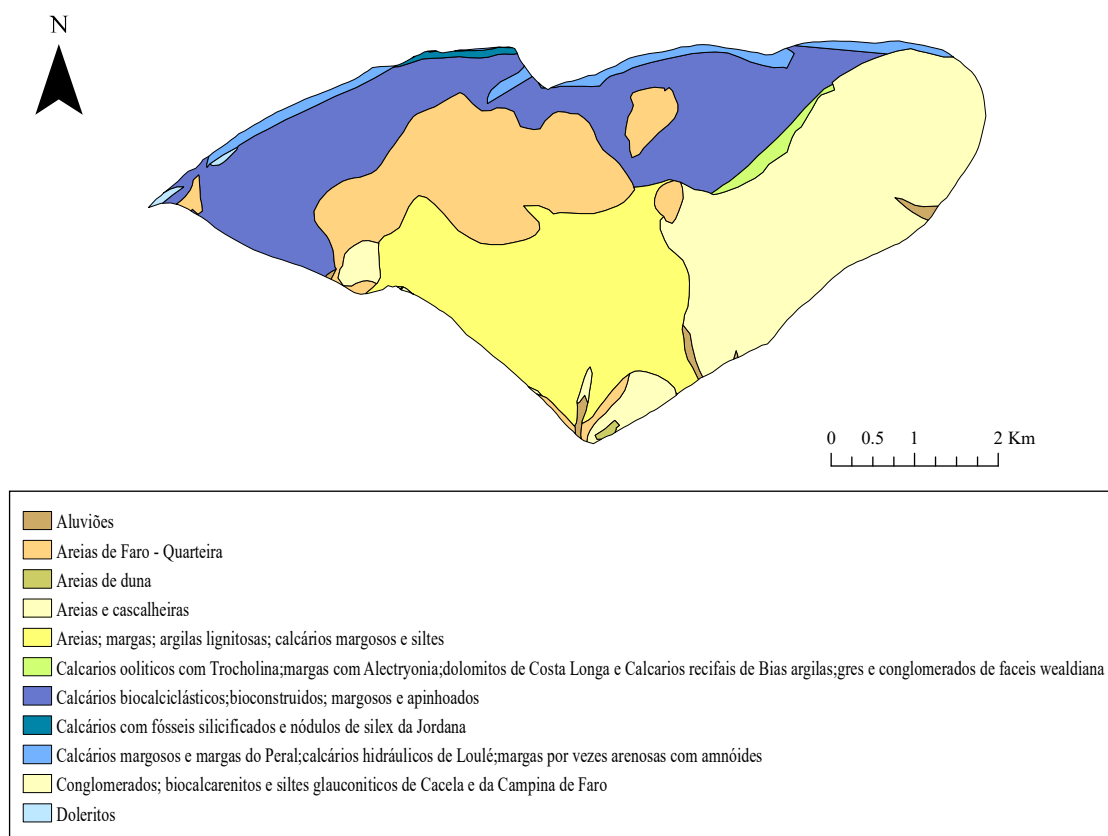 N
0 0.5 1 2 Km
Aluviões
Areias de Faro - Quarteira
Areias de duna
Areias e cascalheiras
Areias; margas; argilas lignitosas; calcários margosos e siltes
Calcarios ooliticos com Trocholina;margas com Alectryonia;dolomitos de Costa Longa e Calcarios recifais de Bias argilas;gres e conglomerados de faceis wealdiana
Calcários biocalciclásticos;bioconstruidos; margosos e apinhoados
Calcários com fósseis silicificados e nódulos de silex da Jordana
Calcários margosos e margas do Peral;calcários hidráulicos de Loulé;margas por vezes arenosas com amnóides
Conglomerados; biocalcarenitos e siltes glauconiticos de Cacela e da Campina de Faro
Doleritos